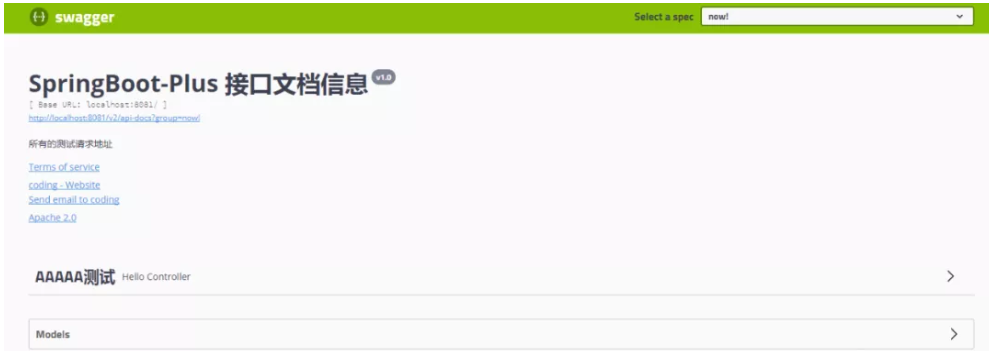 swagger
Select a spec now!
SpringBoot-Plus 接口文档信息 v1.0
[ Base URL: localhost:8081/ ]
http://localhost:8081/v2/api-docs?group=now!
所有的测试请求地址
Terms of service
coding - Website
Send email to coding
Apache 2.0
AAAAA测试 Hello Controller
Models